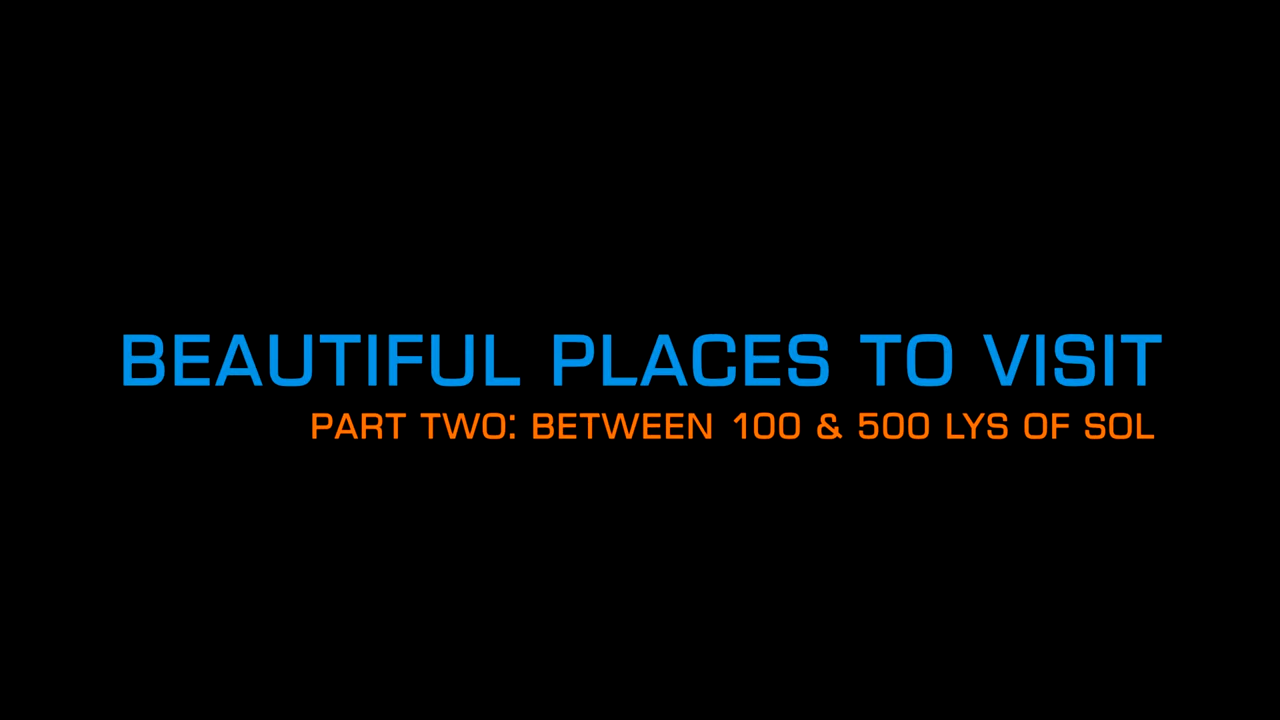 BEAUTIFUL PLACES TO VISIT
PART TWO: BETWEEN 100 & 500 LYS OF SOL